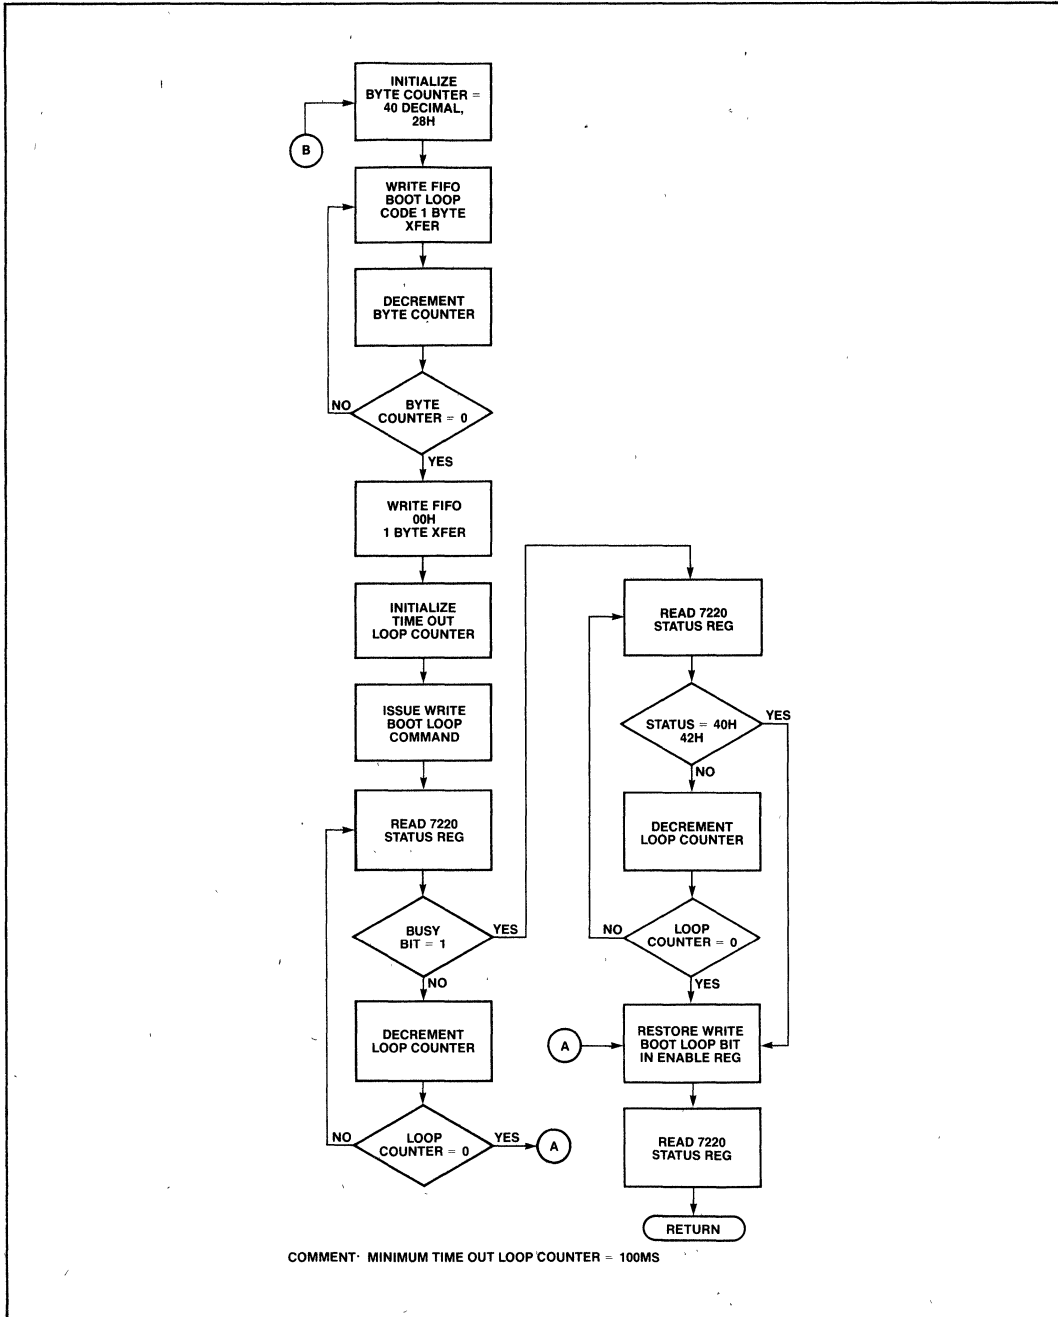 INITIALIZE
BYTE COUNTER =
40 DECIMAL,
28H
B
WRITE FIFO
BOOT LOOP
CODE 1 BYTE
XFER
DECREMENT
BYTE COUNTER
NO
BYTE
COUNTER = 0
YES
WRITE FIFO
00H
1 BYTE XFER
INITIALIZE
TIME OUT
LOOP COUNTER
ISSUE WRITE
BOOT LOOP
COMMAND
READ 7220
STATUS REG
BUSY
BIT = 1
YES
NO
DECREMENT
LOOP COUNTER
NO
LOOP
COUNTER = 0
YES
A
READ 7220
STATUS REG
STATUS = 40H
42H
YES
NO
DECREMENT
LOOP COUNTER
NO
LOOP
COUNTER = 0
YES
A
RESTORE WRITE
BOOT LOOP BIT
IN ENABLE REG
READ 7220
STATUS REG
RETURN
COMMENT· MINIMUM TIME OUT LOOP COUNTER = 100MS